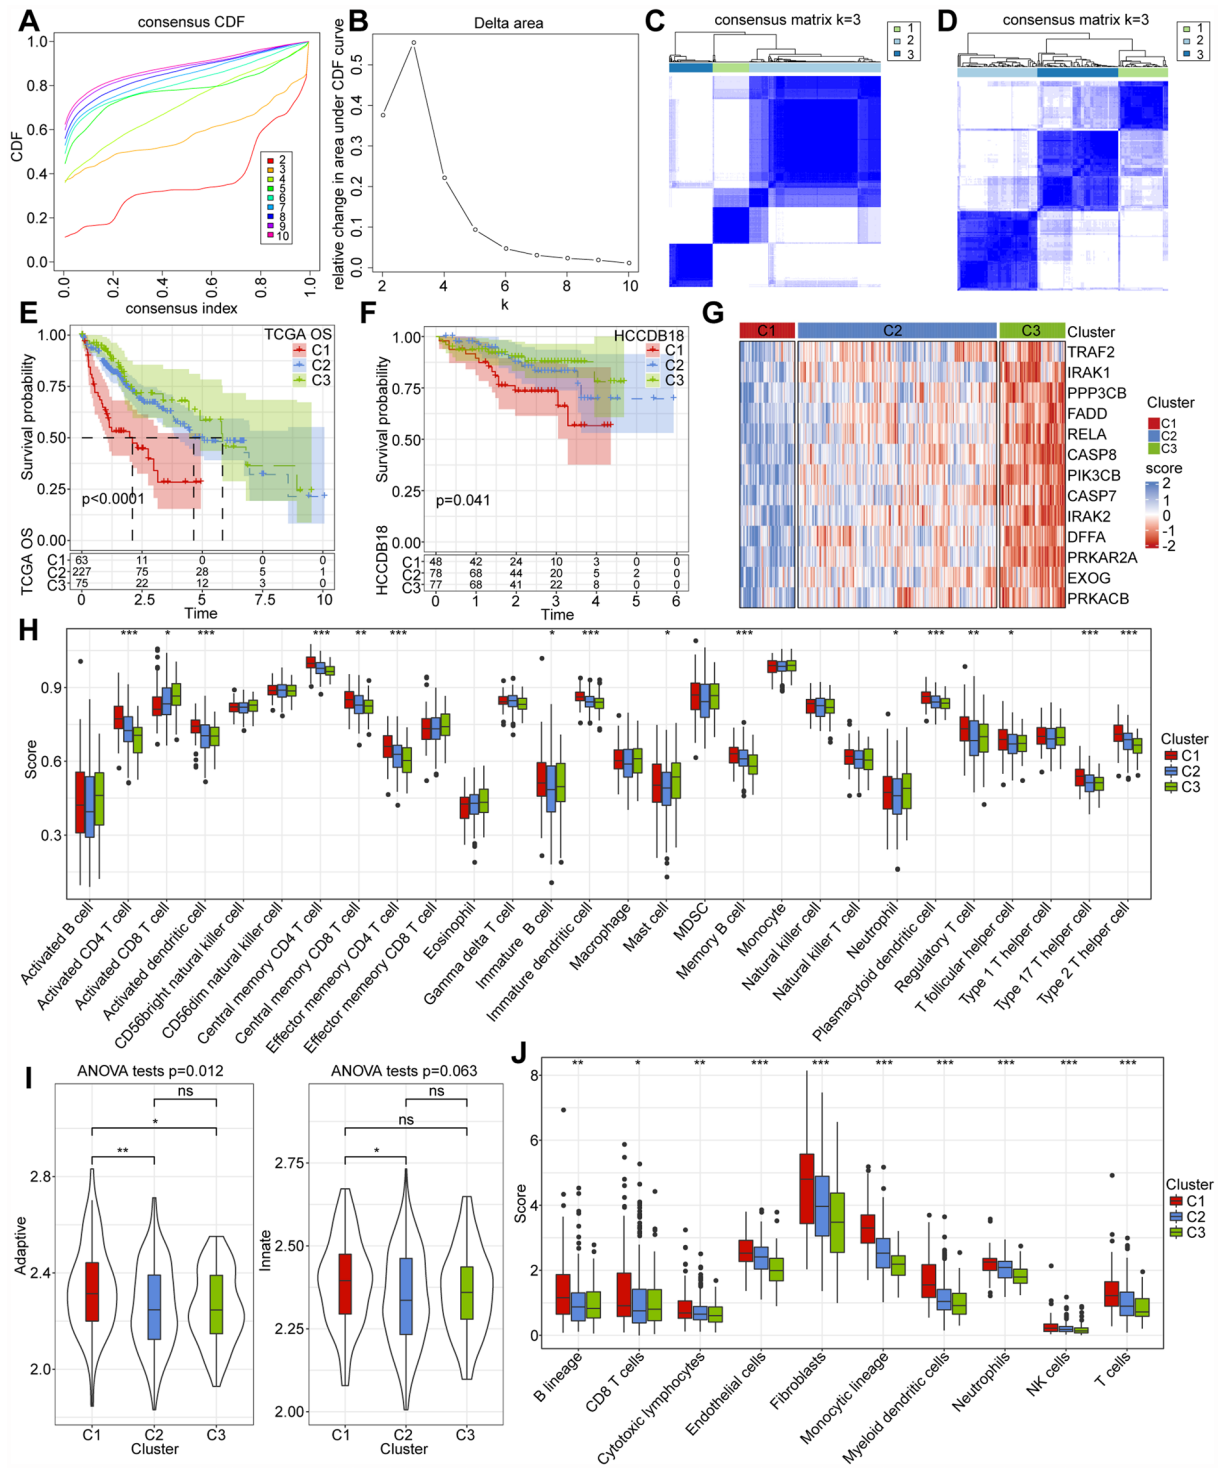 A
consensus CDF
CDF
1.0
0.8
0.6
0.4
0.2
0.0
2
3
4
5
6
7
8
9
10
0.0
0.2
0.4
0.6
0.8
1.0
consensus index
B
Delta area
relative change in area under CDF curve
0.5
0.4
0.3
0.2
0.1
0.0
2
4
6
8
10
k
C
consensus matrix k=3
1
2
3
D
consensus matrix k=3
1
2
3
E
TCGA OS
C1
C2
C3
Survival probability
1.00
0.75
0.50
0.25
0.00
p<0.0001
TCGA OS
C1 63 11 0 0 0
C2 227 75 28 5 1
C3 75 22 12 3 0
0 2.5 5 7.5 10
Time
F
HCCDB18
C1
C2
C3
Survival probability
1.00
0.75
0.50
0.25
0.00
p=0.041
HCCDB18
C1 48 42 24 10 3 0 0
C2 78 68 44 20 5 2 0
C3 77 68 41 22 8 0 0
0 1 2 3 4 5 6
Time
G
C1
C2
C3
Cluster
TRAF2
IRAK1
PPP3CB
FADD
RELA
CASP8
PIK3CB
CASP7
IRAK2
DFFA
PRKAR2A
EXOG
PRKACB
Cluster
C1
C2
C3
score
2
1
0
-1
-2
H
*** * *** *** ** *** * *** * *** * *** ** * *** ***
Score
0.9
0.6
0.3
Cluster
C1
C2
C3
Activated B cell
Activated CD4 T cell
Activated CD8 T cell
Activated dendritic cell
CD56bright natural killer cell
CD56dim natural killer cell
Central memory CD4 T cell
Central memory CD8 T cell
Effector memory CD4 T cell
Effector memory CD8 T cell
Eosinophil
Gamma delta T cell
Immature B cell
Immature dendritic cell
Macrophage
Mast cell
MDSC
Memory B cell
Monocyte
Natural killer cell
Natural killer T cell
Neutrophil
Plasmacytoid dendritic cell
Regulatory T cell
T follicular helper cell
Type 1 T helper cell
Type 17 T helper cell
Type 2 T helper cell
I
ANOVA tests p=0.012
ns
*
**
Adaptive
2.8
2.4
2.0
C1 C2 C3
Cluster
ANOVA tests p=0.063
ns
ns
*
Innate
2.75
2.50
2.25
2.00
C1 C2 C3
Cluster
J
** * ** *** *** *** *** *** *** ***
Score
8
6
4
2
0
Cluster
C1
C2
C3
B lineage
CD8 T cells
Cytotoxic lymphocytes
Endothelial cells
Fibroblasts
Monocytic lineage
Myeloid dendritic cells
Neutrophils
NK cells
T cells